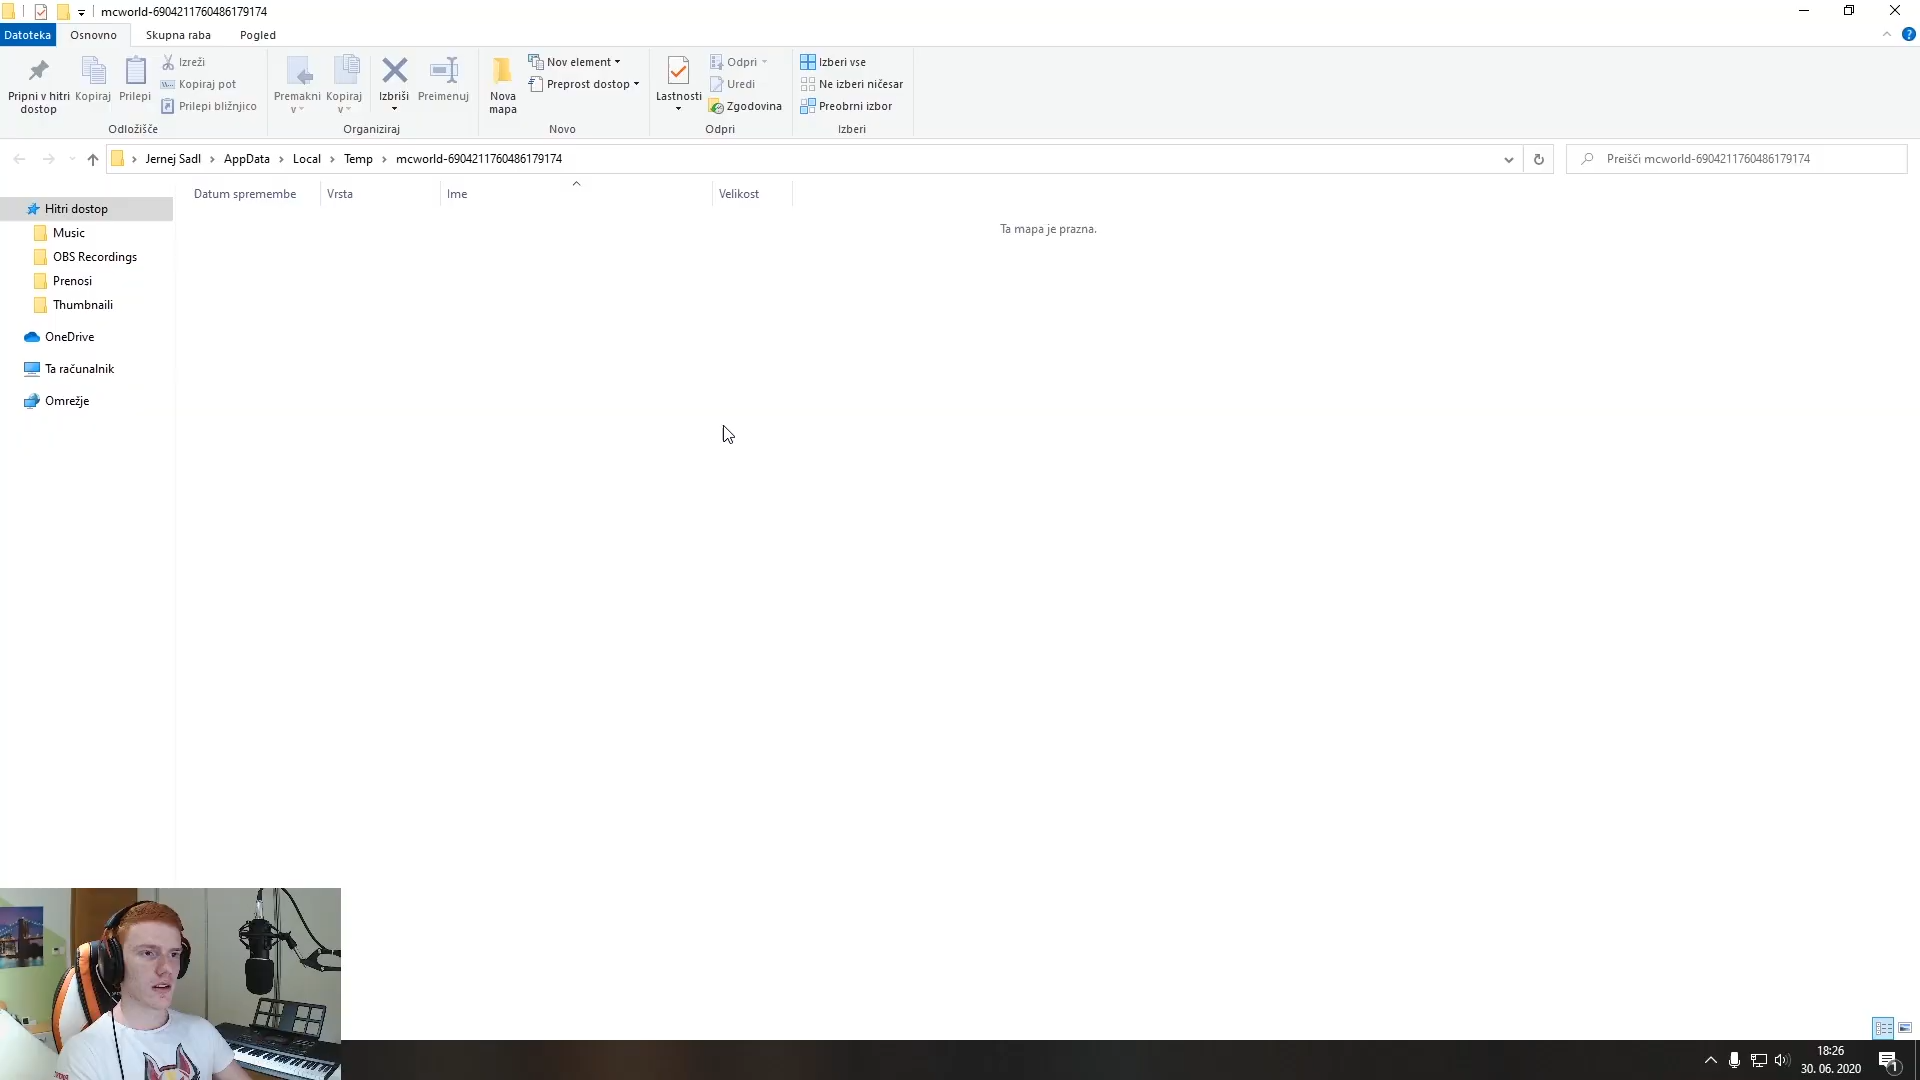 mcworld-6904211760486179174
Datoteka Osnovno Skupna raba Pogled
Pripni v hitri dostop
Kopiraj
Prilepi
Izreži
Kopiraj pot
Prilepi bližnjico
Odložišče
Premakni v
Kopiraj v
Izbriši
Preimenuj
Organiziraj
Nova mapa
Nov element
Preprost dostop
Novo
Lastnosti
Odpri
Uredi
Zgodovina
Odpri
Izberi vse
Ne izberi ničesar
Preobrni izbor
Izberi
Jernej Sadl > AppData > Local > Temp > mcworld-6904211760486179174
Preišči mcworld-6904211760486179174
Datum spremembe Vrsta Ime Velikost
Ta mapa je prazna.
Hitri dostop
Music
OBS Recordings
Prenosi
Thumbnaili
OneDrive
Ta računalnik
Omrežje
18:26
30. 06. 2020
1